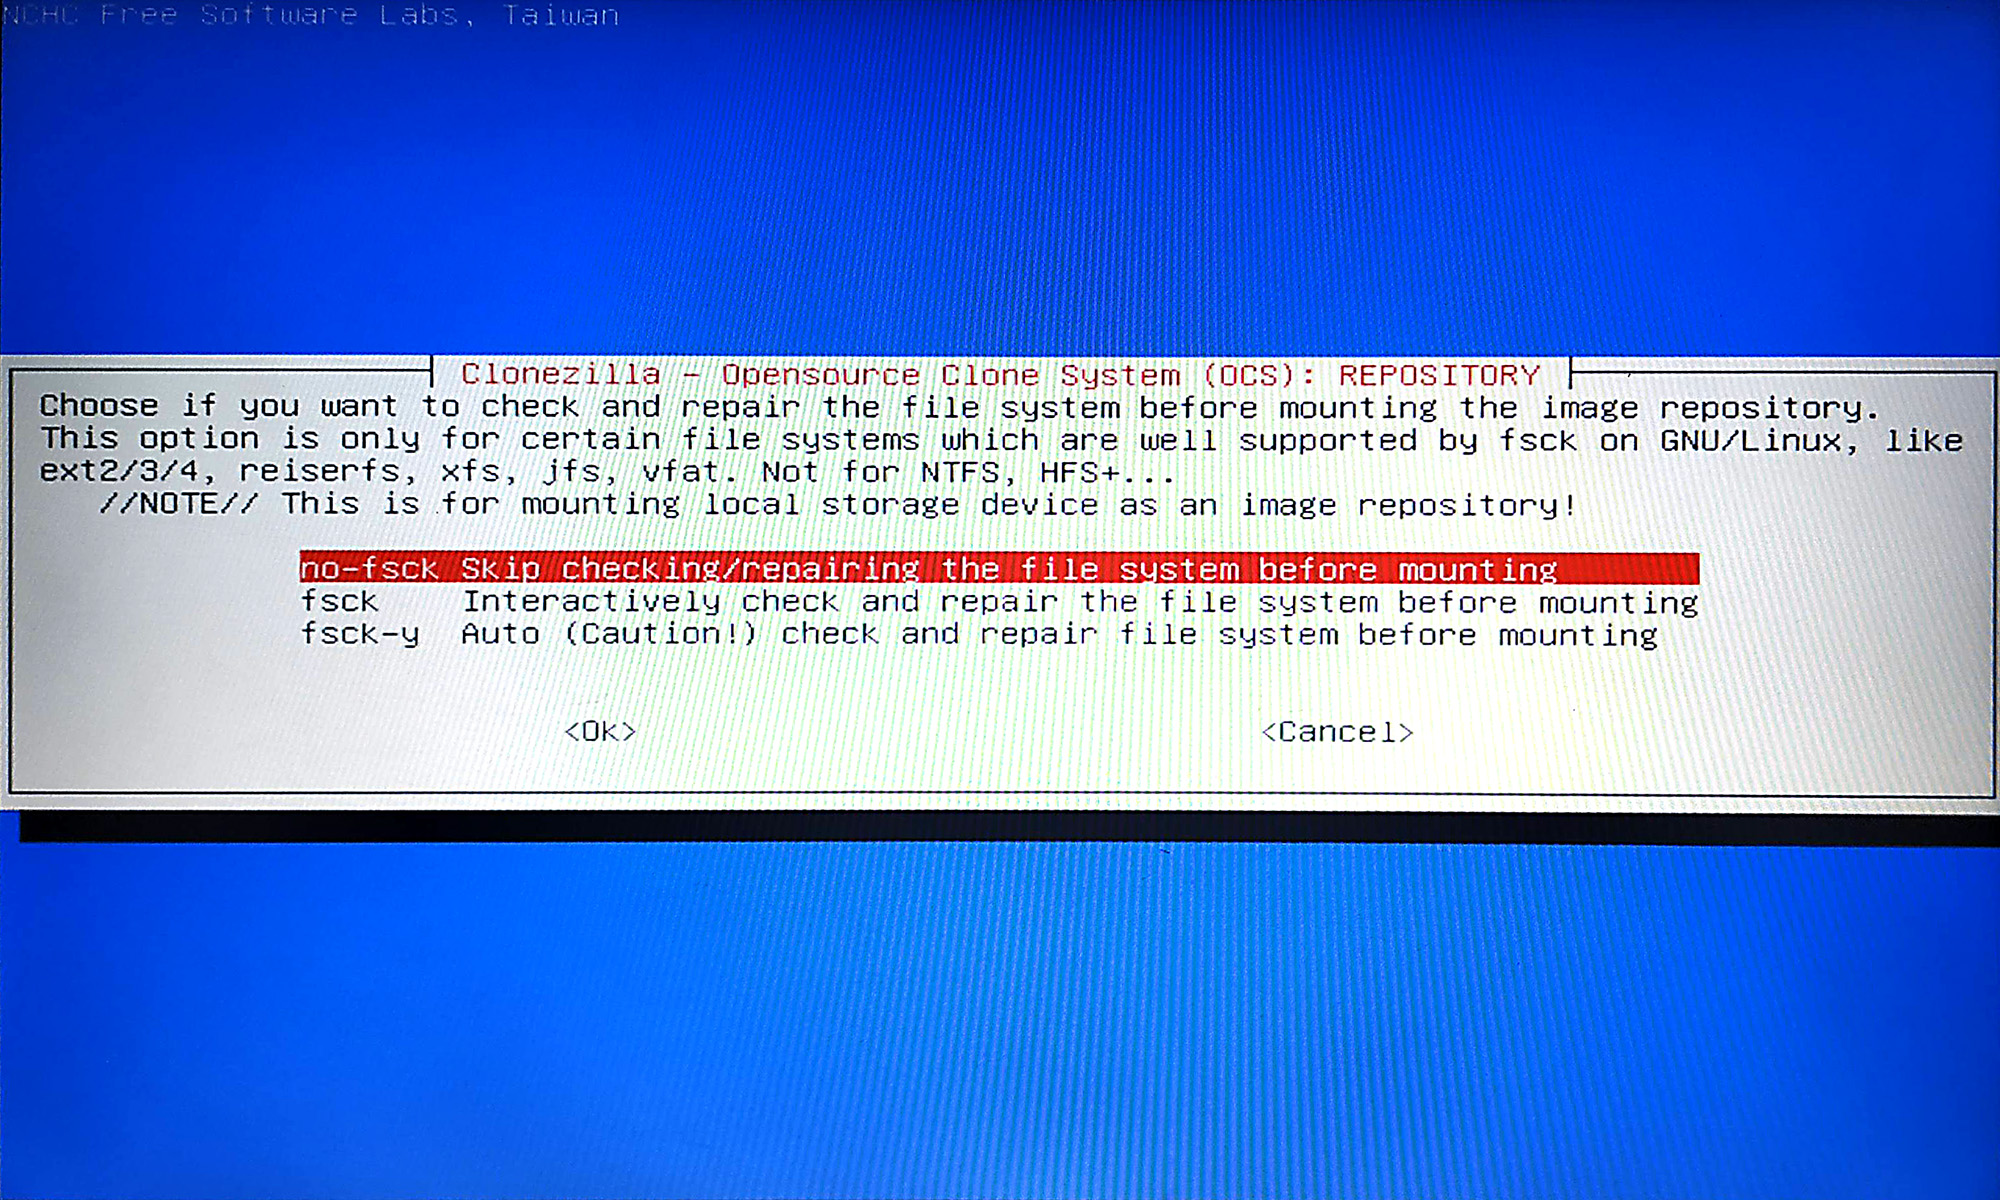 NCHC Free Software Labs, Taiwan
Clonezilla - Opensource Clone System (OCS): REPOSITORY
Choose if you want to check and repair the file system before mounting the image repository.
This option is only for certain file systems which are well supported by fsck on GNU/Linux, like
ext2/3/4, reiserfs, xfs, jfs, vfat. Not for NTFS, HFS+...
//NOTE// This is for mounting local storage device as an image repository!
no-fsck Skip checking/repairing the file system before mounting
fsck Interactively check and repair the file system before mounting
fsck-y Auto (Caution!) check and repair file system before mounting
<Ok> <Cancel>